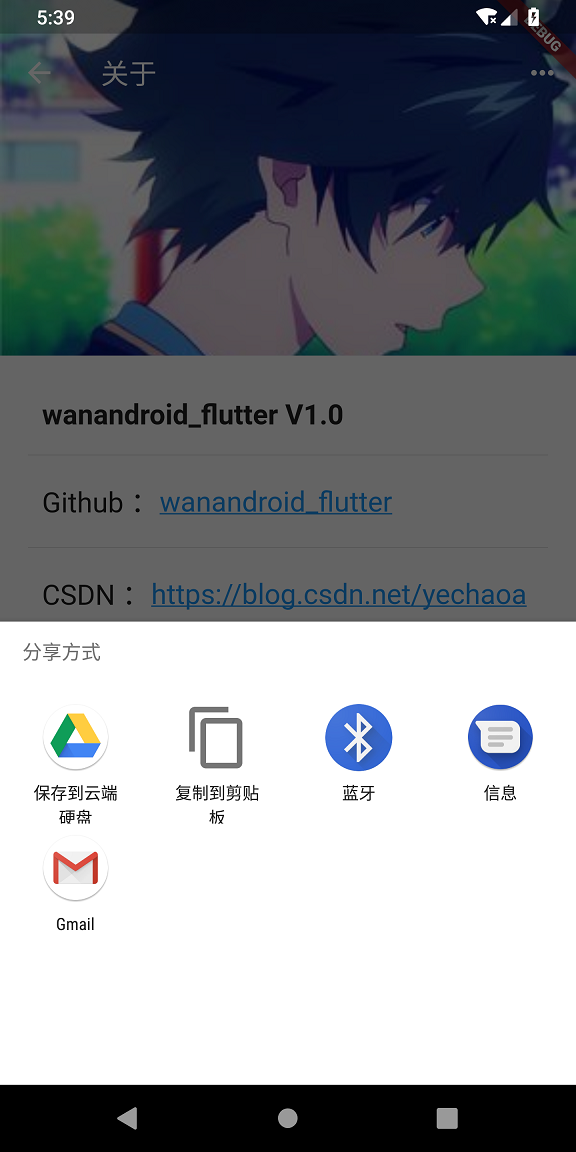 5:39
DEBUG
关于
wanandroid_flutter V1.0
Github： wanandroid_flutter
CSDN： https://blog.csdn.net/yechaoa
分享方式
保存到云端
硬盘
复制到剪贴
板
蓝牙
信息
Gmail